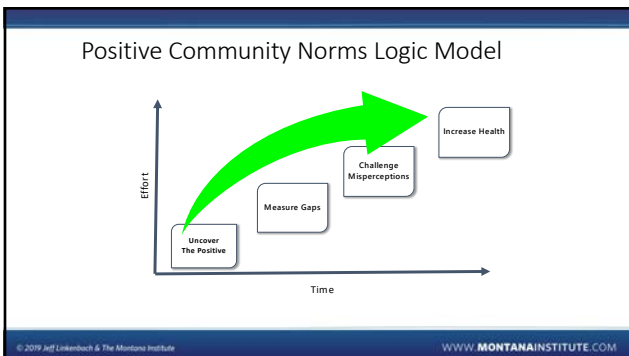 Positive Community Norms Logic Model
Increase Health
Challenge
Misperceptions
Measure Gaps
Uncover
The Positive
Effort
Time
© 2019 Jeff Linkenbach & The Montana Institute
WWW.MONTANAINSTITUTE.COM